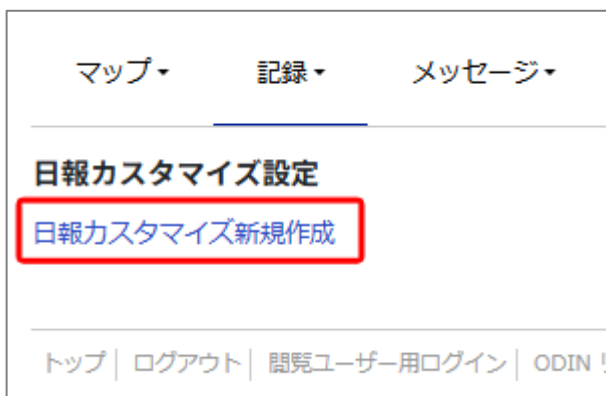 マップ▾ 記録▾ メッセージ▾
日報カスタマイズ設定
日報カスタマイズ新規作成
トップ│ ログアウト│ 閲覧ユーザー用ログイン│ ODIN リ